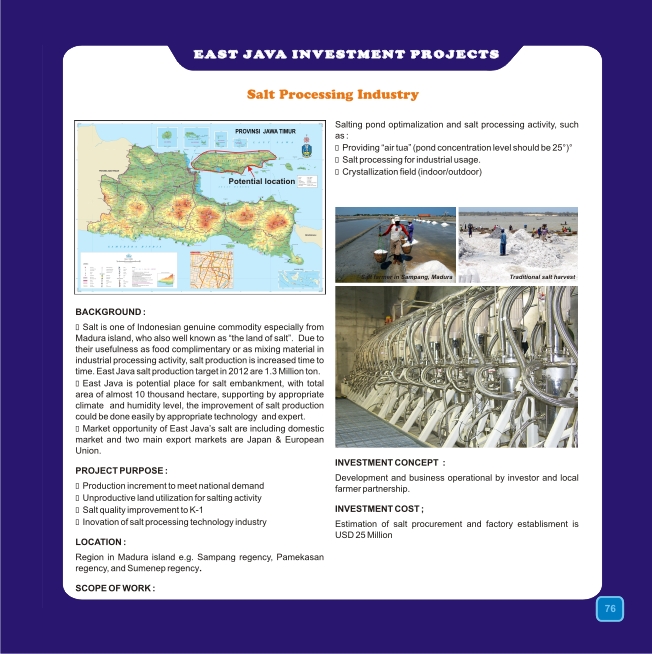 EAST JAVA INVESTMENT PROJECTS
Salt Processing Industry
PROVINSI JAWA TIMUR
Potential location
BACKGROUND :
▯ Salt is one of Indonesian genuine commodity especially from
Madura island, who also well known as “the land of salt”. Due to
their usefulness as food complimentary or as mixing material in
industrial processing activity, salt production is increased time to
time. East Java salt production target in 2012 are 1.3 Million ton.
▯ East Java is potential place for salt embankment, with total
area of almost 10 thousand hectare, supporting by appropriate
climate and humidity level, the improvement of salt production
could be done easily by appropriate technology and expert.
▯ Market opportunity of East Java’s salt are including domestic
market and two main export markets are Japan & European
Union.
PROJECT PURPOSE :
▯ Production increment to meet national demand
▯ Unproductive land utilization for salting activity
▯ Salt quality improvement to K-1
▯ Inovation of salt processing technology industry
LOCATION :
Region in Madura island e.g. Sampang regency, Pamekasan
regency, and Sumenep regency.
SCOPE OF WORK :
Salting pond optimalization and salt processing activity, such
as :
▯ Providing “air tua” (pond concentration level should be 25°)”
▯ Salt processing for industrial usage.
▯ Crystallization field (indoor/outdoor)
Salt farmer in Sampang, Madura
Traditional salt harvest
INVESTMENT CONCEPT :
Development and business operational by investor and local
farmer partnership.
INVESTMENT COST ;
Estimation of salt procurement and factory establisment is
USD 25 Million
76